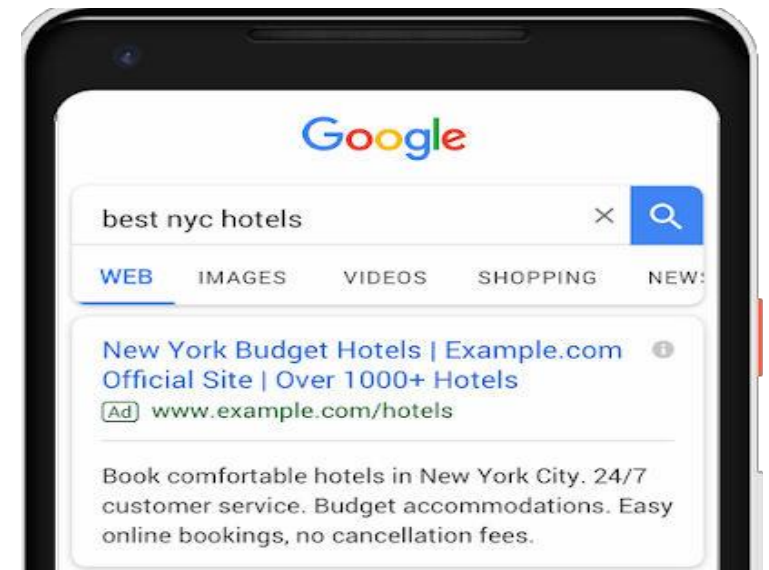 Google
best nyc hotels
WEB IMAGES VIDEOS SHOPPING NEWS
New York Budget Hotels | Example.com
Official Site | Over 1000+ Hotels
Ad www.example.com/hotels
Book comfortable hotels in New York City. 24/7
customer service. Budget accommodations. Easy
online bookings, no cancellation fees.